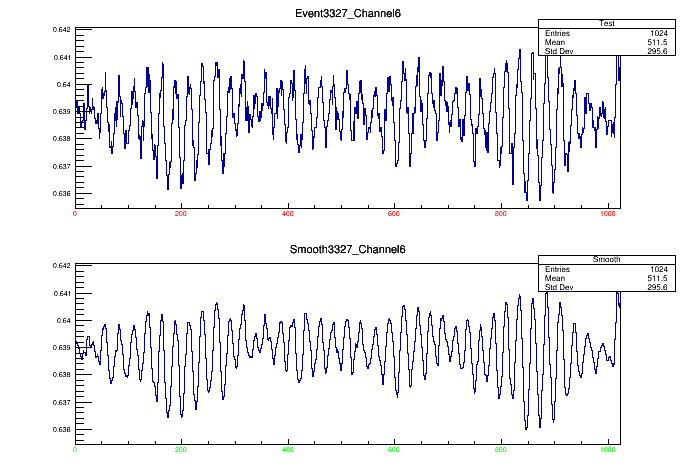 Event3327_Channel6
Test
Entries 1024
Mean 511.5
Std Dev 295.6
0.642
0.641
0.64
0.639
0.638
0.637
0.636
0 200 400 600 800 1000
Smooth3327_Channel6
Smooth
Entries 1024
Mean 511.5
Std Dev 295.6
0.642
0.641
0.64
0.639
0.638
0.637
0.636
0 200 400 600 800 1000